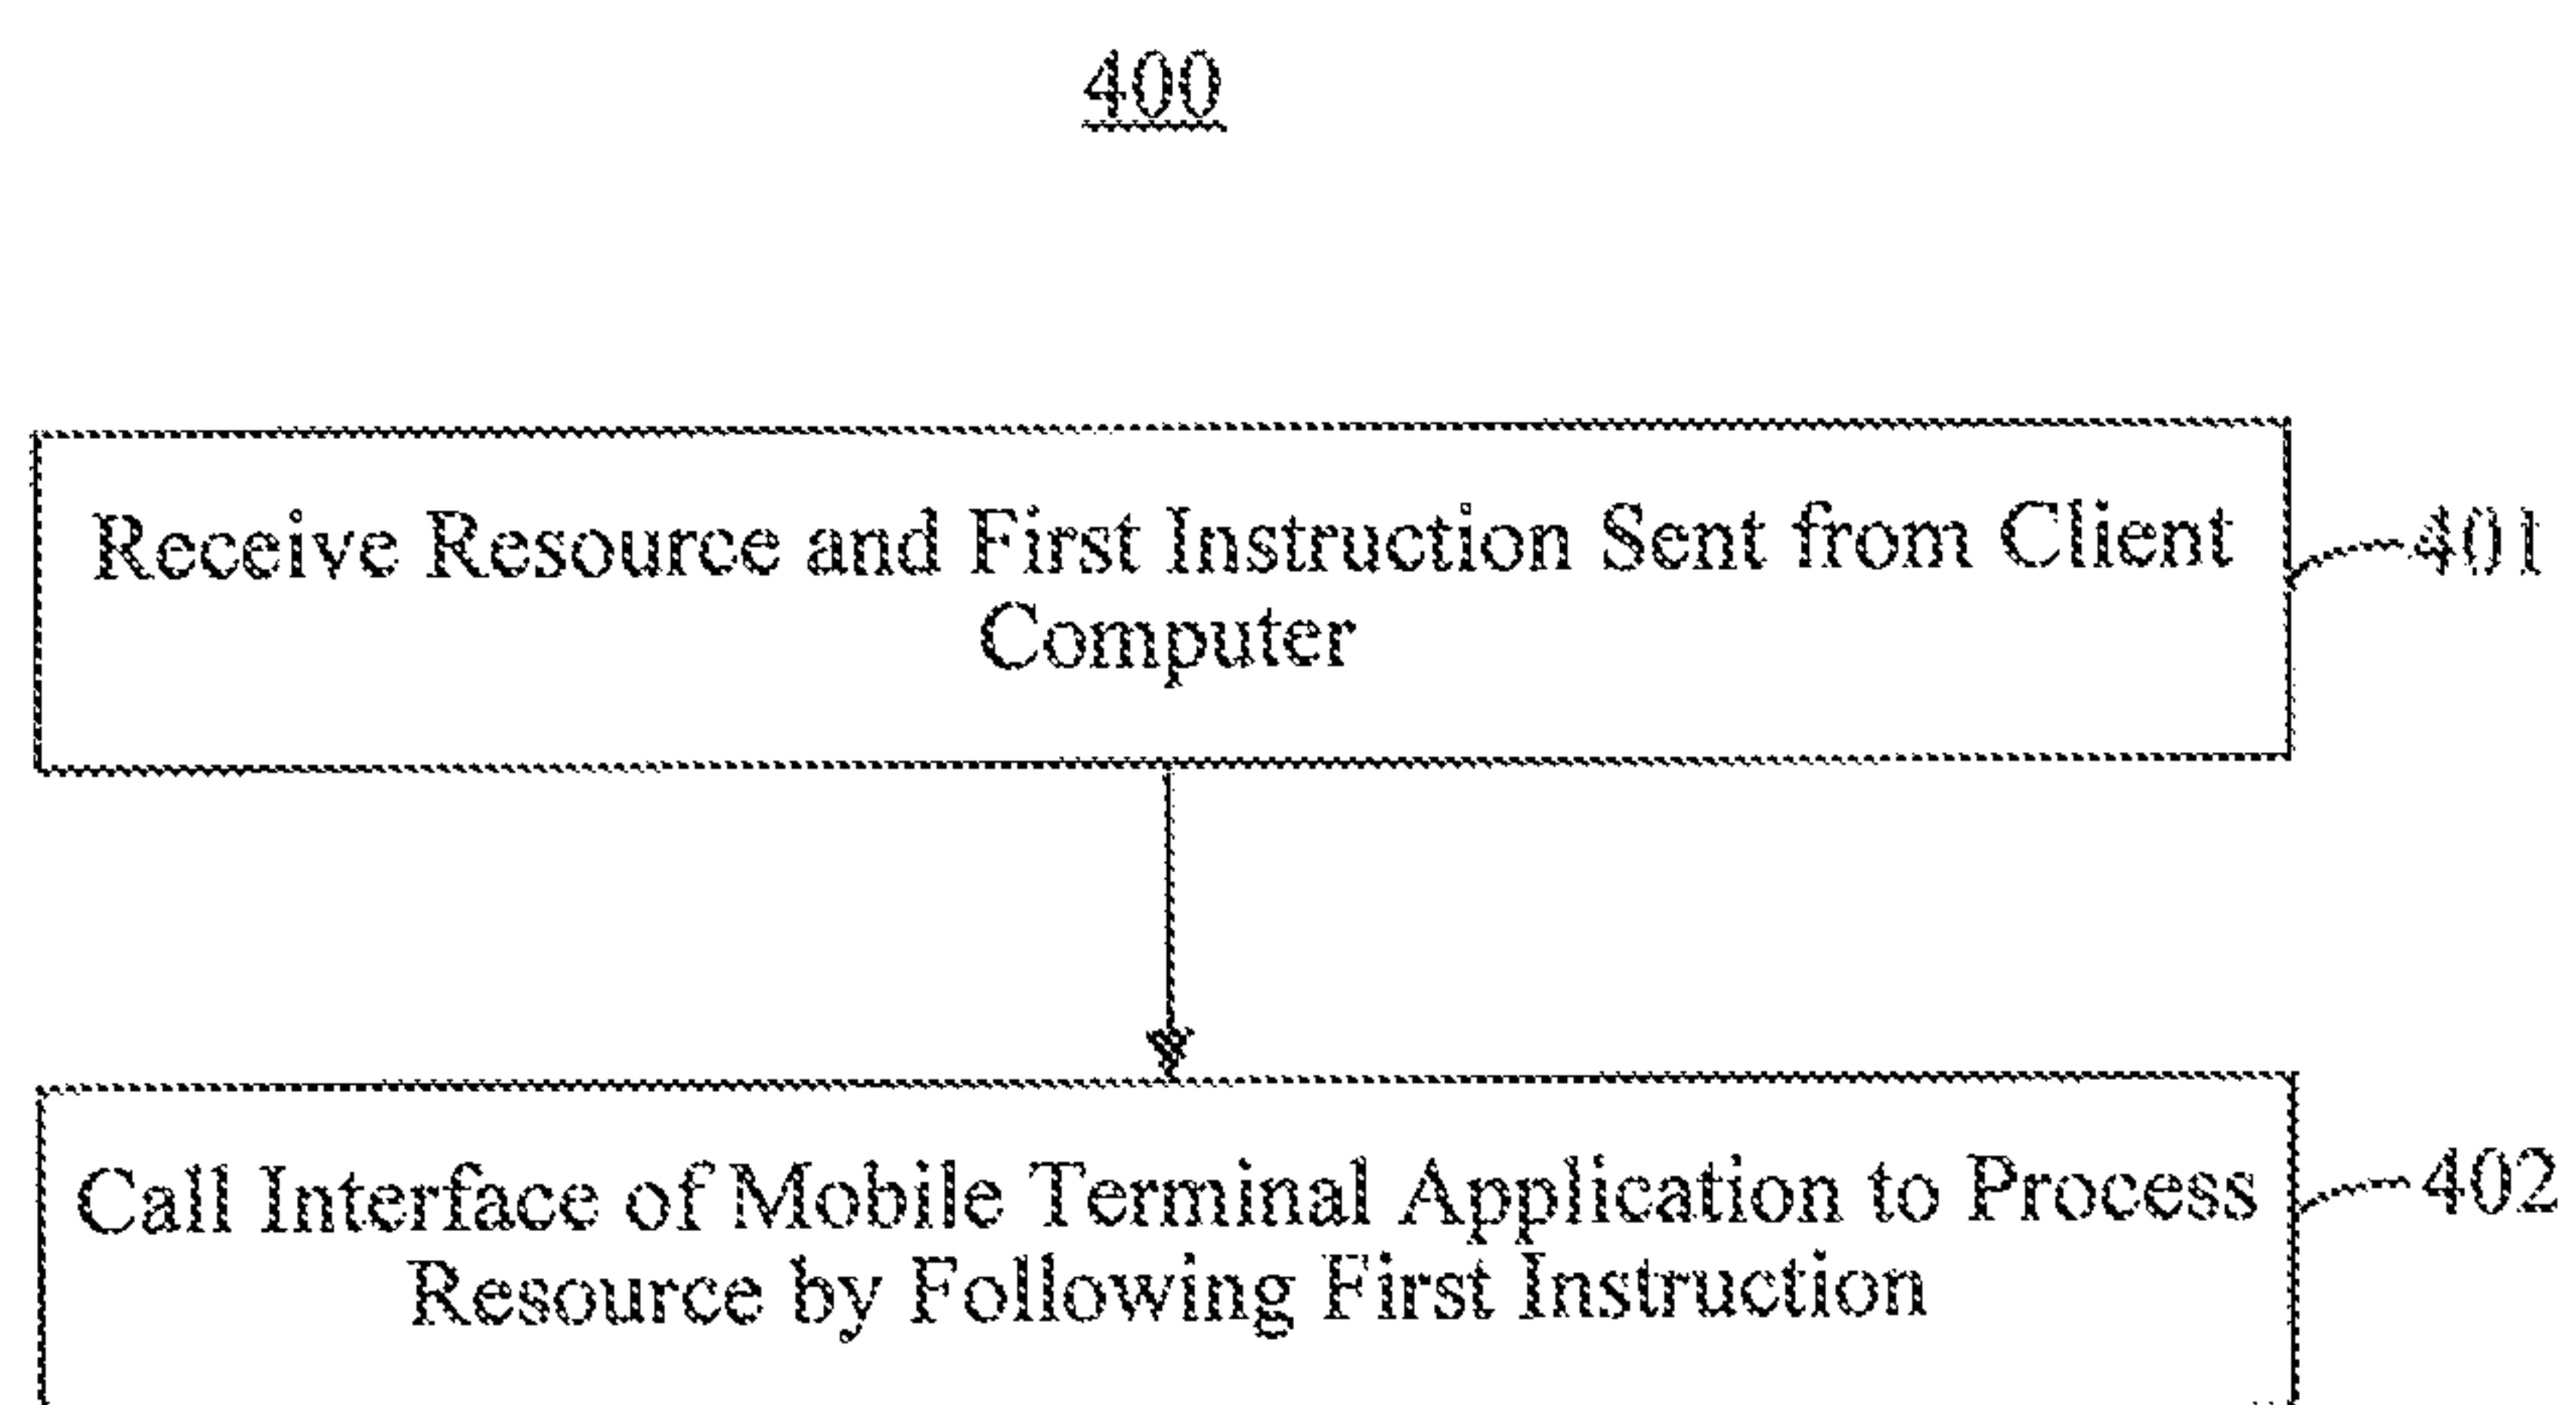 400
Receive Resource and First Instruction Sent from Client
Computer
401
Call Interface of Mobile Terminal Application to Process
Resource by Following First Instruction
402